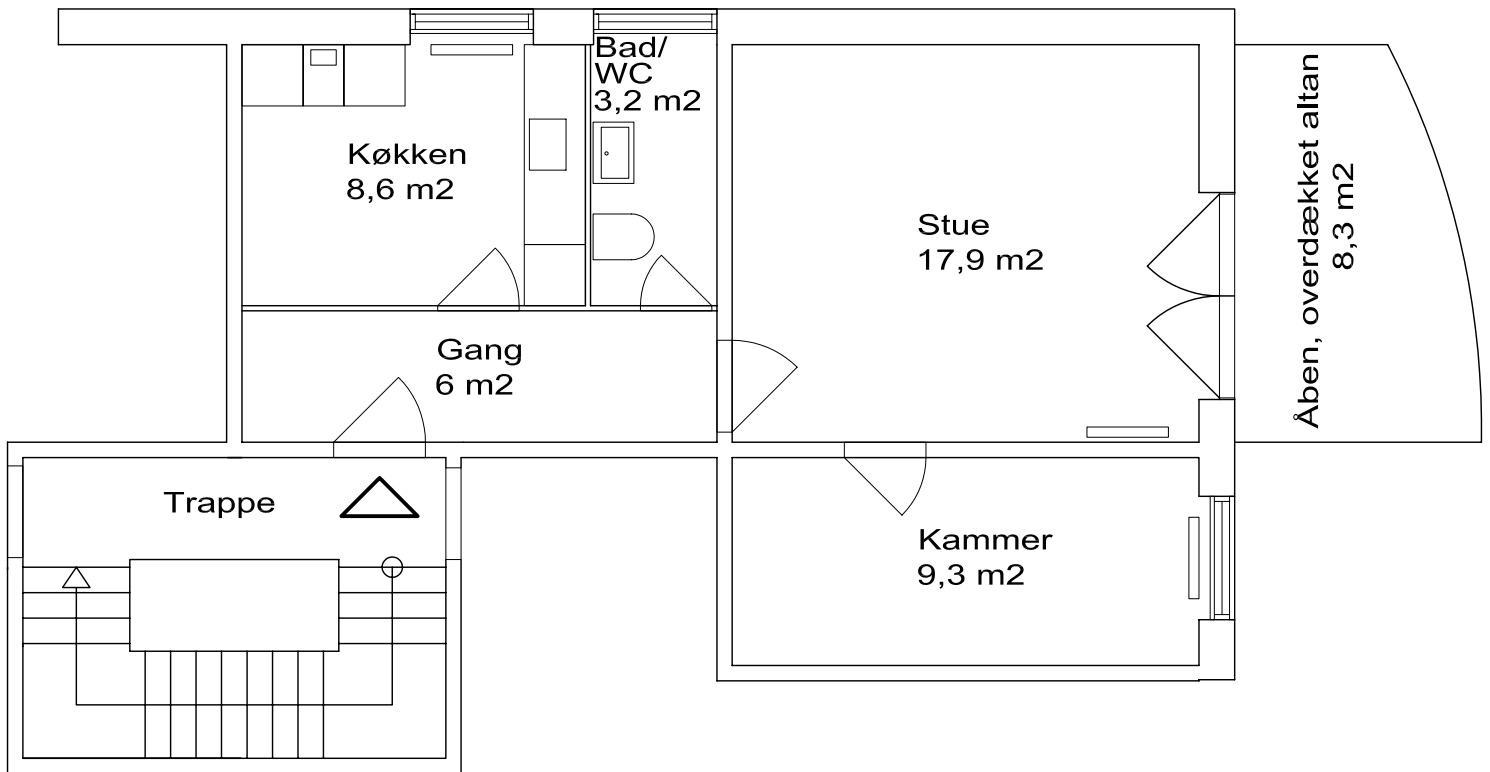 Bad/
WC
3,2 m2
Køkken
8,6 m2
Stue
17,9 m2
Åben, overdækket altan
8,3 m2
Gang
6 m2
Trappe
Kammer
9,3 m2